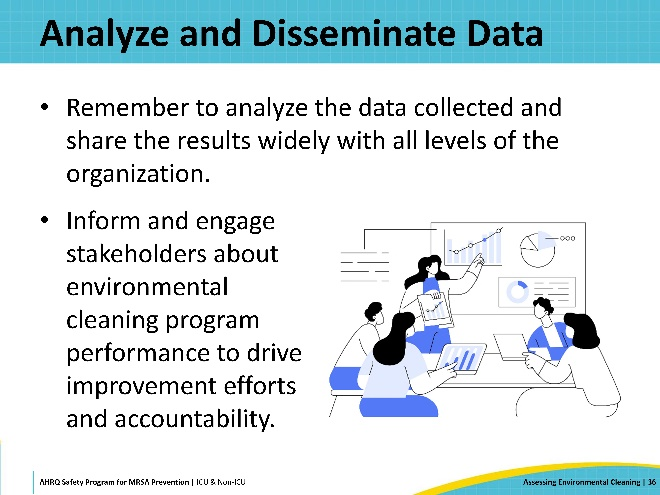 Analyze and Disseminate Data
• Remember to analyze the data collected and
share the results widely with all levels of the
organization.
• Inform and engage
stakeholders about
environmental
cleaning program
performance to drive
improvement efforts
and accountability.
AHRQ Safety Program for MRSA Prevention | ICU & Non-ICU
Assessing Environmental Cleaning | 16